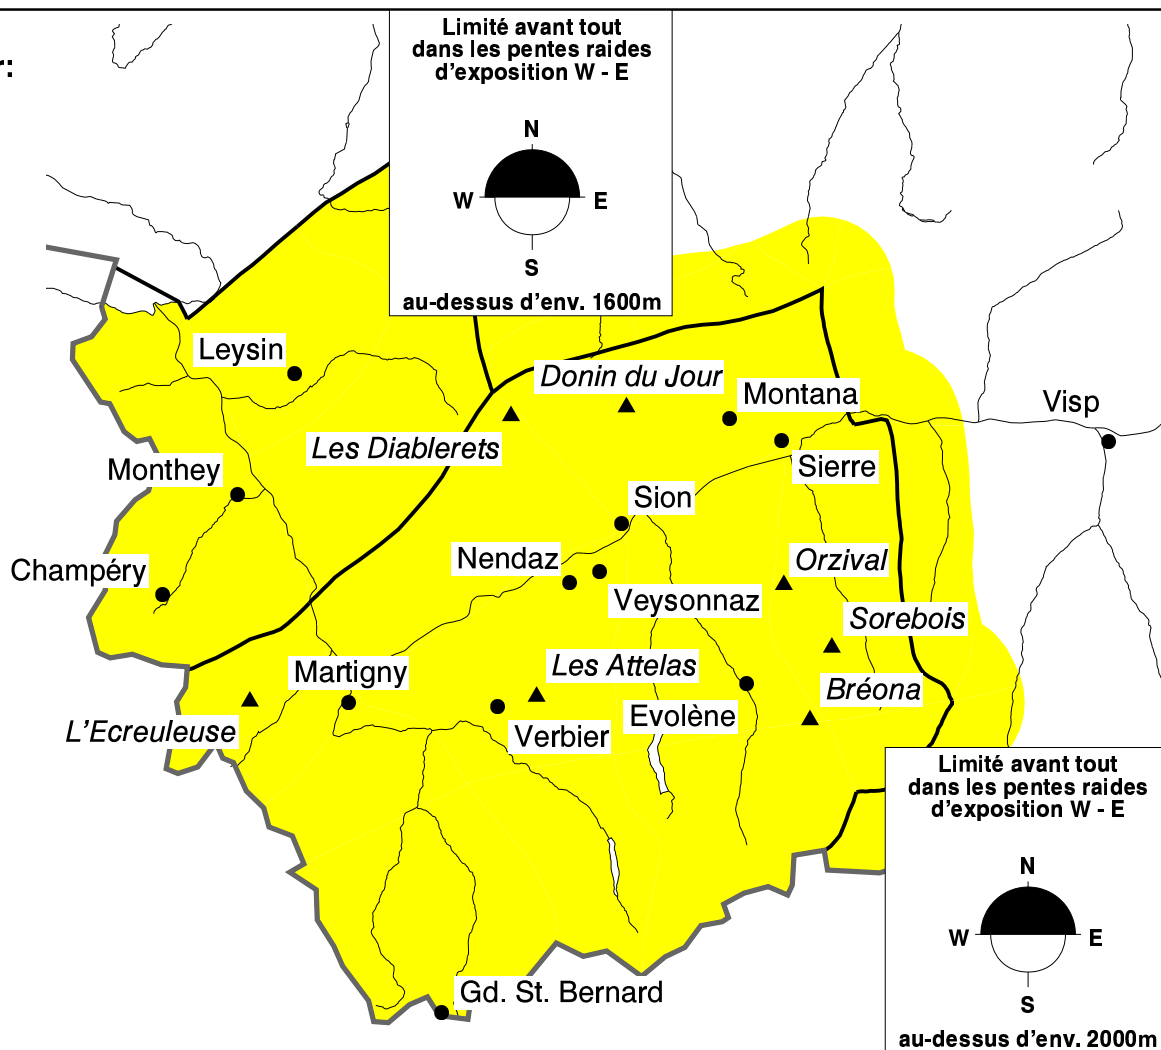 r:
Limité avant tout
dans les pentes raides
d'exposition W - E
N
W
E
S
au-dessus d'env. 1600m
Leysin
Donin du Jour
Montana
Visp
Les Diablerets
Monthey
Sierre
Sion
Nendaz
Orzival
Champéry
Veysonnaz
Sorebois
Les Attelas
Martigny
Bréona
Evolène
L'Ecreuleuse
Verbier
Limité avant tout
dans les pentes raides
d'exposition W - E
N
W
E
S
au-dessus d'env. 2000m
Gd. St. Bernard